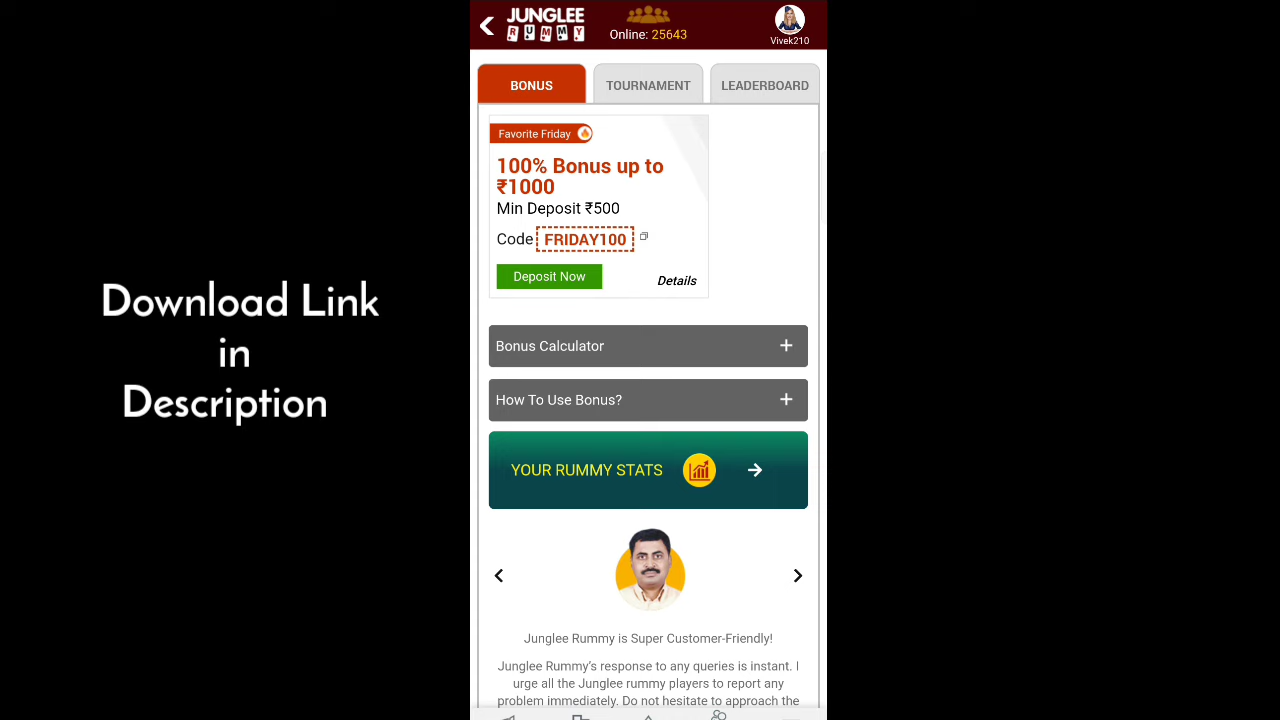 Download Link
in
Description
JUNGLEE
RUMMY
Online: 25643
Vivek210
BONUS
TOURNAMENT
LEADERBOARD
Favorite Friday
100% Bonus up to
₹1000
Min Deposit ₹500
Code FRIDAY100
Deposit Now
Details
Bonus Calculator
How To Use Bonus?
YOUR RUMMY STATS
Junglee Rummy is Super Customer-Friendly!
Junglee Rummy's response to any queries is instant. I
urge all the Junglee rummy players to report any
problem immediately. Do not hesitate to approach the